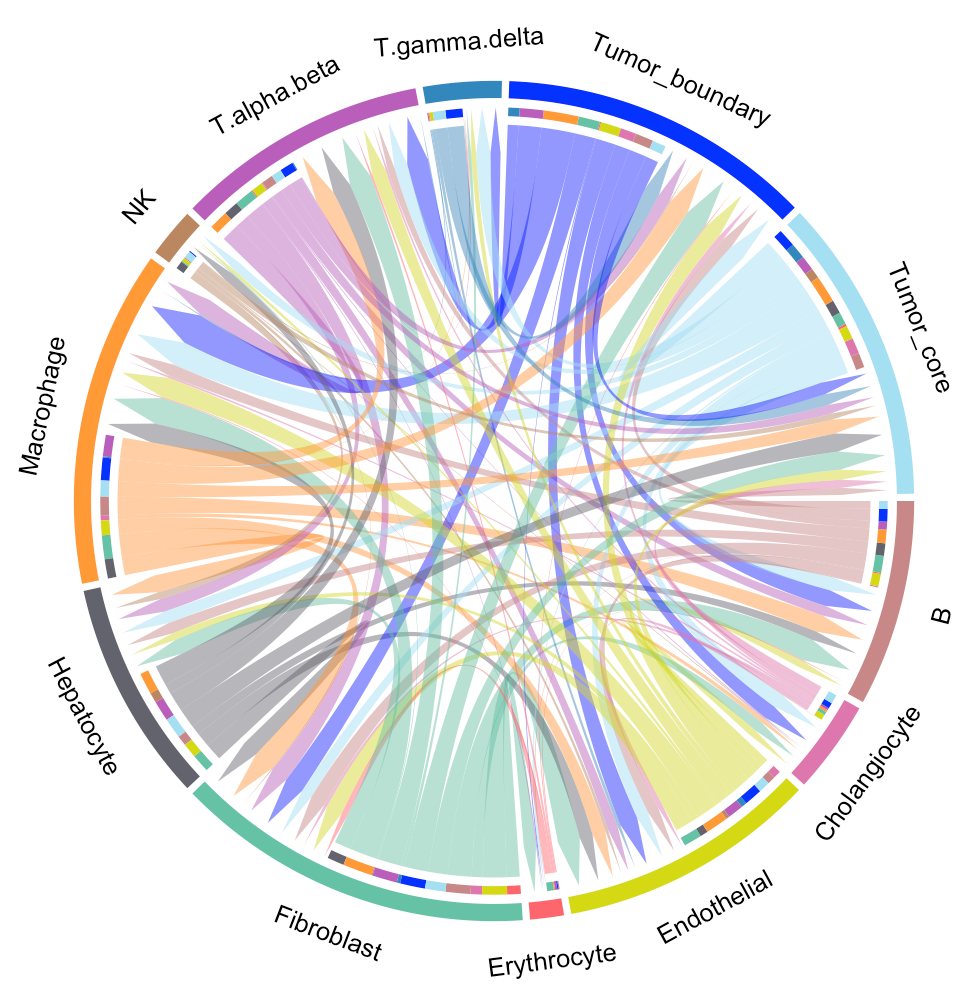 T.gamma.delta
Tumor_boundary
T.alpha.beta
NK
Tumor_core
Macrophage
B
Hepatocyte
Cholangiocyte
Endothelial
Fibroblast
Erythrocyte